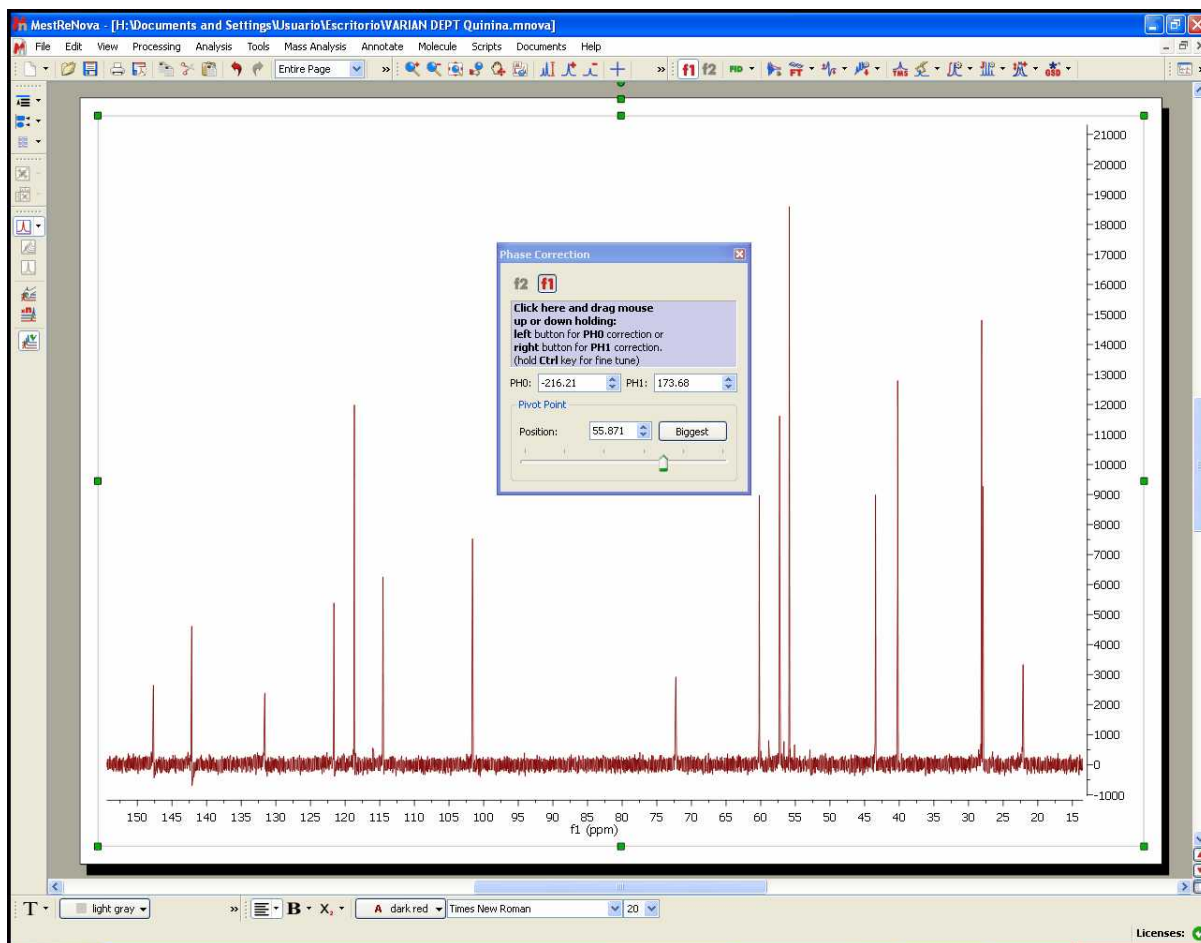 MestReNova - [H:\Documents and Settings\Usuario\Escritorio\VARIAN DEPT Quinina.mnova]
File Edit View Processing Analysis Tools Mass Analysis Annotate Molecule Scripts Documents Help
Entire Page » » f1 f2 FID FT TMS GSD »
21000
20000
19000
18000
17000
16000
15000
14000
13000
12000
11000
10000
9000
8000
7000
6000
5000
4000
3000
2000
1000
0
-1000
Phase Correction
f2 f1
Click here and drag mouse
up or down holding:
left button for PH0 correction or
right button for PH1 correction.
(hold Ctrl key for fine tune)
PH0: -216.21 PH1: 173.68
Pivot Point
Position: 55.871 Biggest
150 145 140 135 130 125 120 115 110 105 100 95 90 85 80 75 70 65 60 55 50 45 40 35 30 25 20 15
f1 (ppm)
T light gray » B X₂ A dark red Times New Roman 20
Licenses: